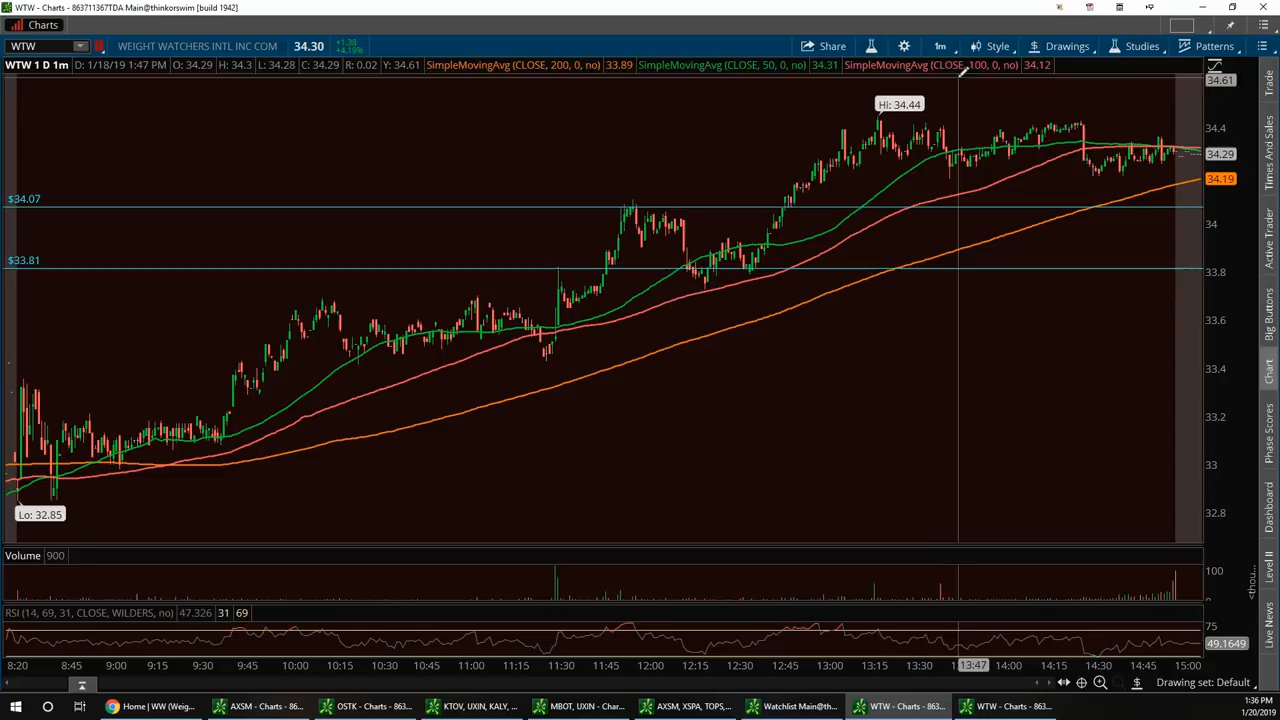 WTW - Charts - 863711367TDA Main@thinkorswim [build 1942]
Charts
WTW WEIGHT WATCHERS INTL INC COM 34.30 +1.38 +4.19% Share 1m Style Drawings Studies Patterns
WTW 1 D 1m D: 1/18/19 1:47 PM O: 34.29 H: 34.3 L: 34.28 C: 34.29 R: 0.02 Y: 34.61 SimpleMovingAvg (CLOSE, 200, 0, no) 33.89 SimpleMovingAvg (CLOSE, 50, 0, no) 34.31 SimpleMovingAvg (CLOSE, 100, 0, no) 34.12
34.61
Hi: 34.44
34.4
34.29
34.19
$34.07
34
$33.81
33.8
33.6
33.4
33.2
33
32.8
Lo: 32.85
Volume 900
100
0
<thou...
RSI (14, 69, 31, CLOSE, WILDERS, no) 47.326 31 69
75
49.1649
8:20 8:45 9:00 9:15 9:30 9:45 10:00 10:15 10:30 10:45 11:00 11:15 11:30 11:45 12:00 12:15 12:30 12:45 13:00 13:15 13:30 13:47 14:00 14:15 14:30 14:45 15:00
Drawing set: Default
Trade
Times And Sales
Active Trader
Big Buttons
Chart
Phase Scores
Dashboard
Level II
Live News
Home | WW (Weig...
AXSM - Charts - 86...
OSTK - Charts - 863...
KTOV, UXIN, KALY, ...
MBOT, UXIN - Char...
AXSM, XSPA, TOPS,...
Watchlist Main@th...
WTW - Charts - 863...
WTW - Charts - 863...
1:36 PM
1/20/2019